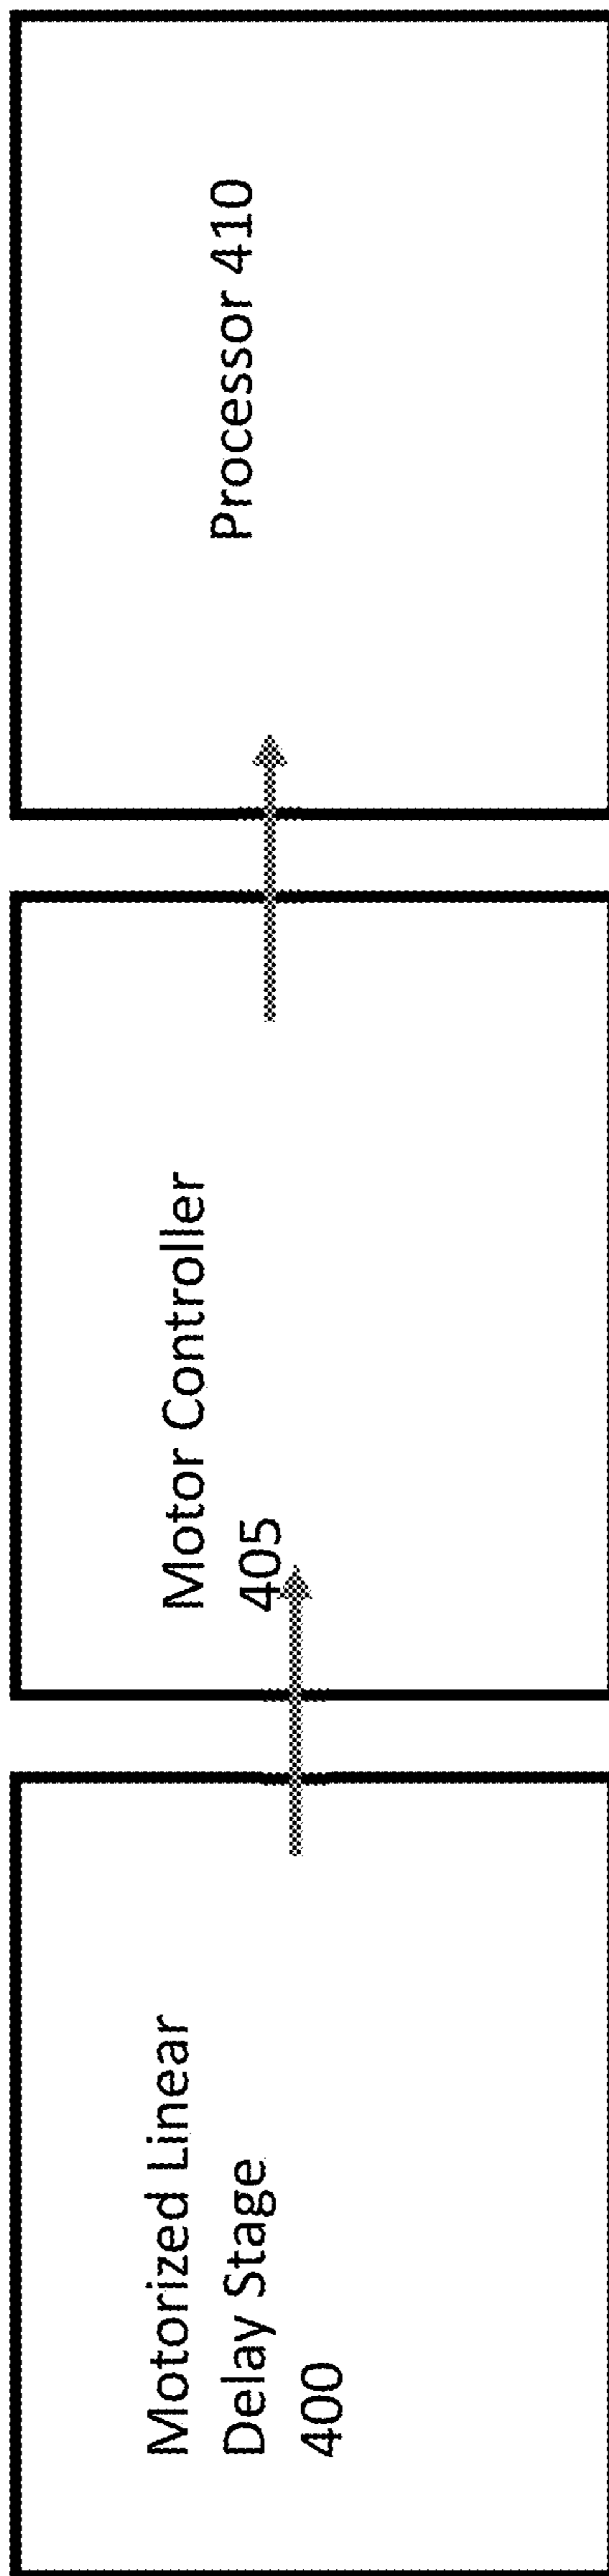 Motorized Linear
Delay Stage
400
Motor Controller
405
Processor 410